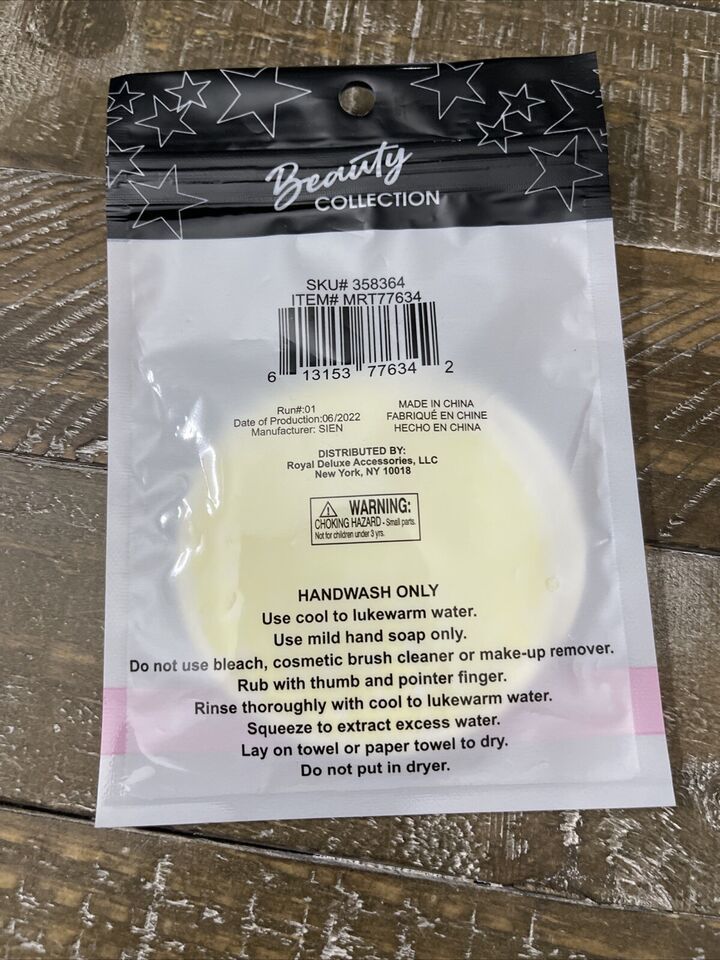 Beauty
COLLECTION
SKU# 358364
ITEM# MRT77634
6 13153 77634 2
Run#:01
Date of Production:06/2022
Manufacturer: SIEN
MADE IN CHINA
FABRIQUÉ EN CHINE
HECHO EN CHINA
DISTRIBUTED BY:
Royal Deluxe Accessories, LLC
New York, NY 10018
WARNING:
CHOKING HAZARD - Small parts.
Not for children under 3 yrs.
HANDWASH ONLY
Use cool to lukewarm water.
Use mild hand soap only.
Do not use bleach, cosmetic brush cleaner or make-up remover.
Rub with thumb and pointer finger.
Rinse thoroughly with cool to lukewarm water.
Squeeze to extract excess water.
Lay on towel or paper towel to dry.
Do not put in dryer.